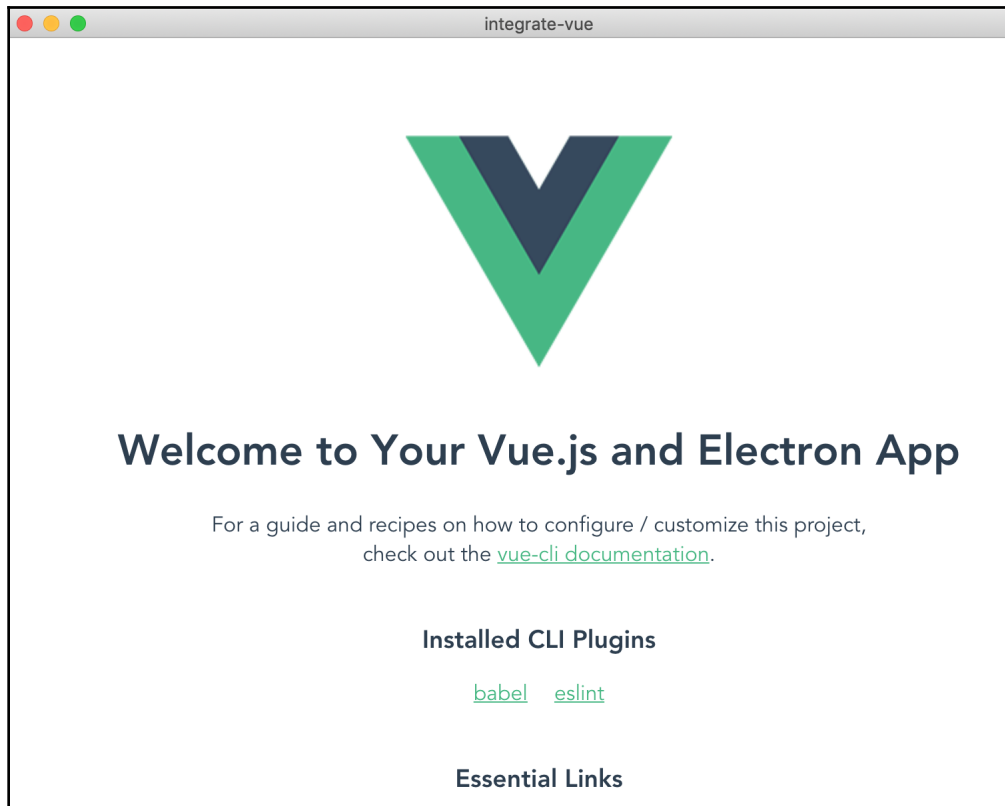 integrate-vue
Welcome to Your Vue.js and Electron App
For a guide and recipes on how to configure / customize this project,
check out the vue-cli documentation.
Installed CLI Plugins
babel eslint
Essential Links